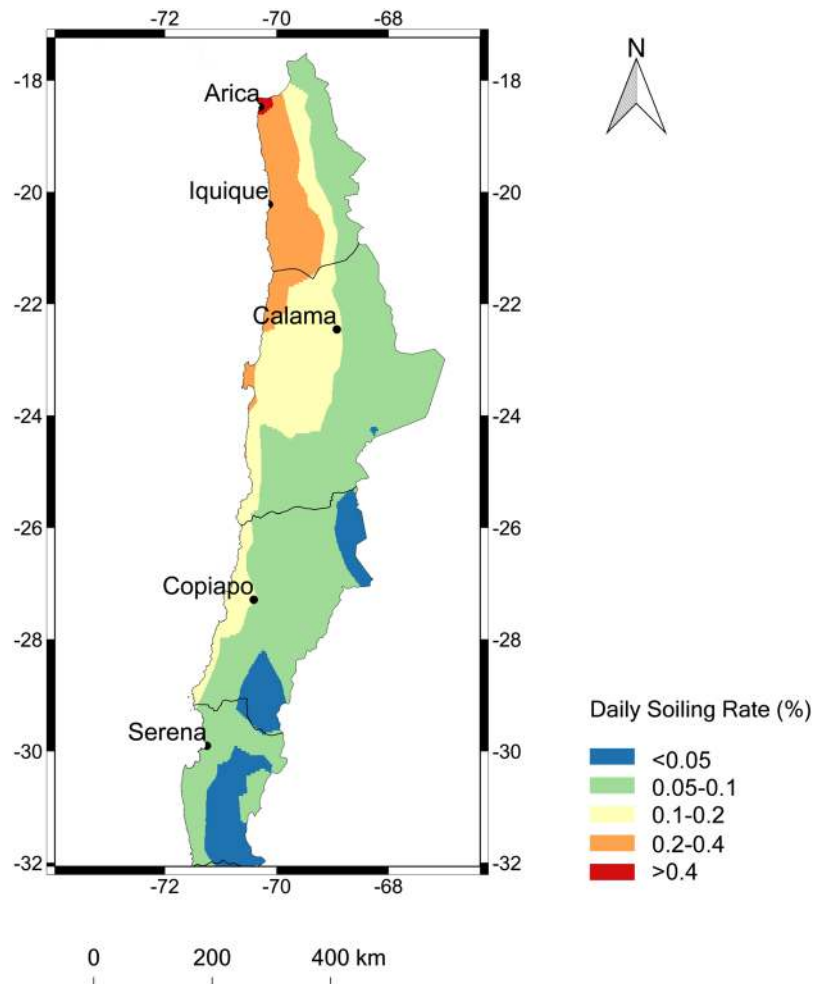 -72 -70 -68
N
-18 -18
Arica
-20 -20
Iquique
-22 -22
Calama
-24 -24
-26 -26
Copiapo
-28 -28
Daily Soiling Rate (%)
Serena
-30 -30
<0.05
0.05-0.1
0.1-0.2
0.2-0.4
>0.4
-32 -32
-72 -70 -68
0 200 400 km